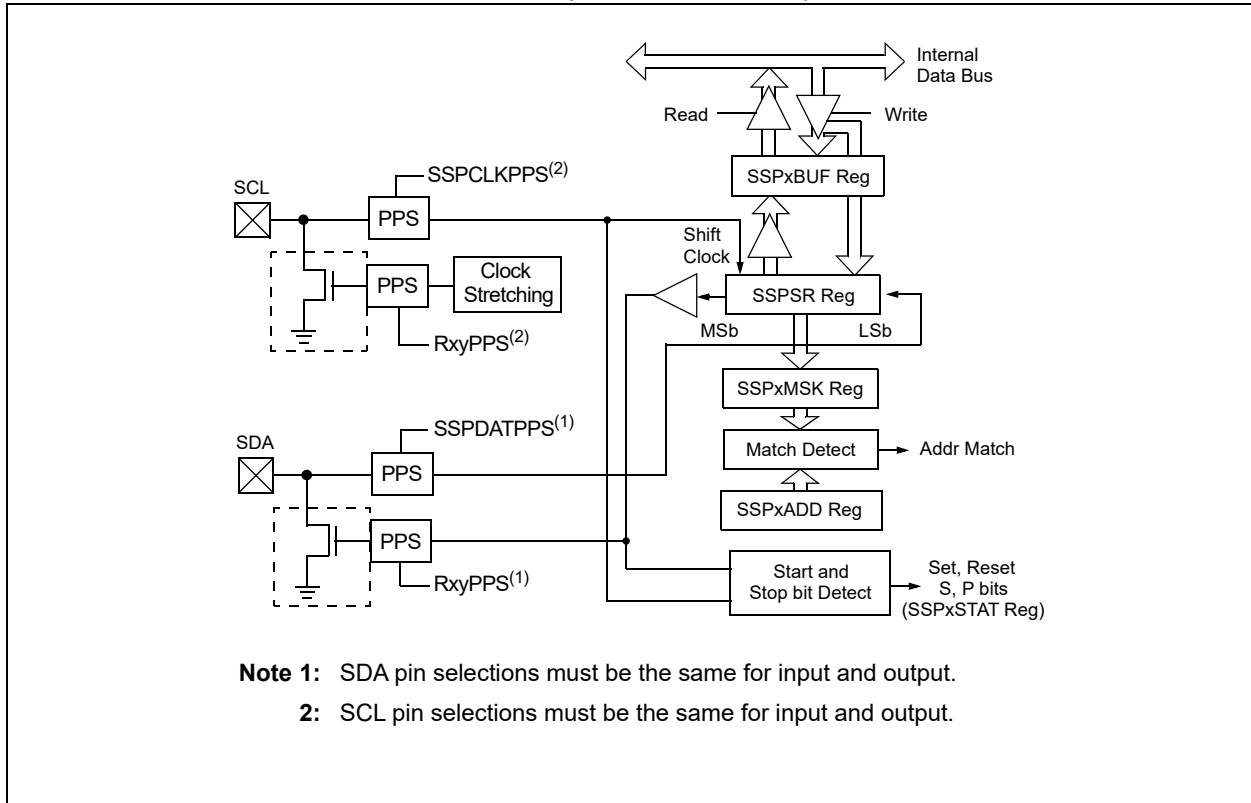 Internal
Data Bus
Read
Write
SSPxBUF Reg
SSPCLKPPS(2)
SCL
PPS
Shift
Clock
PPS
Clock
Stretching
SSPSR Reg
MSb
LSb
RxyPPS(2)
SSPxMSK Reg
SSPDATPPS(1)
SDA
PPS
Match Detect
Addr Match
SSPxADD Reg
PPS
RxyPPS(1)
Start and
Stop bit Detect
Set, Reset
S, P bits
(SSPxSTAT Reg)
Note 1: SDA pin selections must be the same for input and output.
2: SCL pin selections must be the same for input and output.